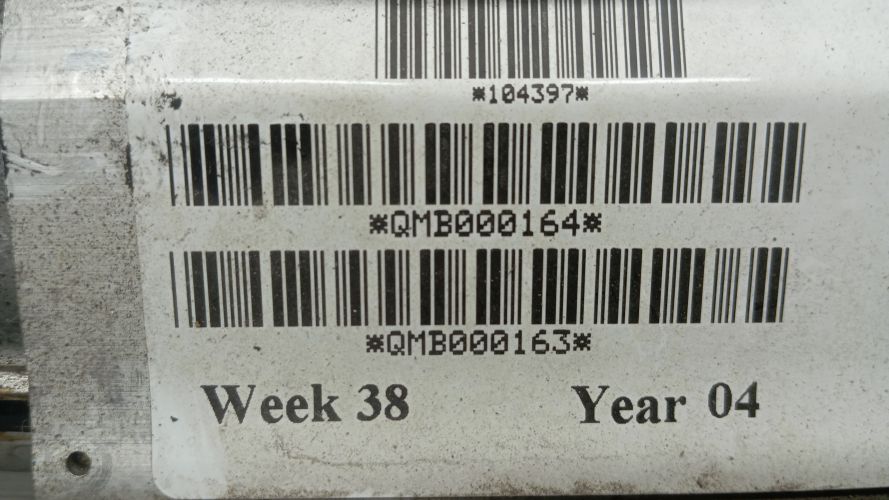 *104397*
*QMB000164*
*QMB000163*
Week 38 Year 04